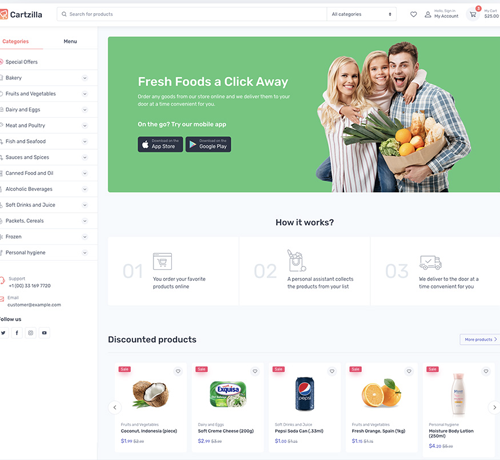 Cartzilla
Search for products
All categories
Hello, Sign in
My Account
3
My Cart
$25.00
Categories
Menu
Special Offers
Bakery
Fruits and Vegetables
Dairy and Eggs
Meat and Poultry
Fish and Seafood
Sauces and Spices
Canned Food and Oil
Alcoholic Beverages
Soft Drinks and Juice
Packets, Cereals
Frozen
Personal hygiene
Support
+1 (00) 33 169 7720
Email
customer@example.com
Follow us
Fresh Foods a Click Away
Order any goods from our store online and we deliver them to your
door at a time convenient for you.
On the go? Try our mobile app
Download on the
App Store
Download on the
Google Play
How it works?
01
You order your favorite
products online
02
A personal assistant collects
the products from your list
03
We deliver to the door at a
time convenient for you
Discounted products
More products
Sale
Fruits and Vegetables
Coconut, Indonesia (piece)
$1.99
Sale
Exquisa
Dairy and Eggs
Soft Creme Cheese (200g)
$2.99
Sale
pepsi
Soft Drinks and Juice
Pepsi Soda Can (.33ml)
$1.00
Sale
Fruits and Vegetables
Fresh Orange, Spain (1kg)
$1.15
Sale
Personal hygiene
Moisture Body Lotion
(250ml)
$4.20